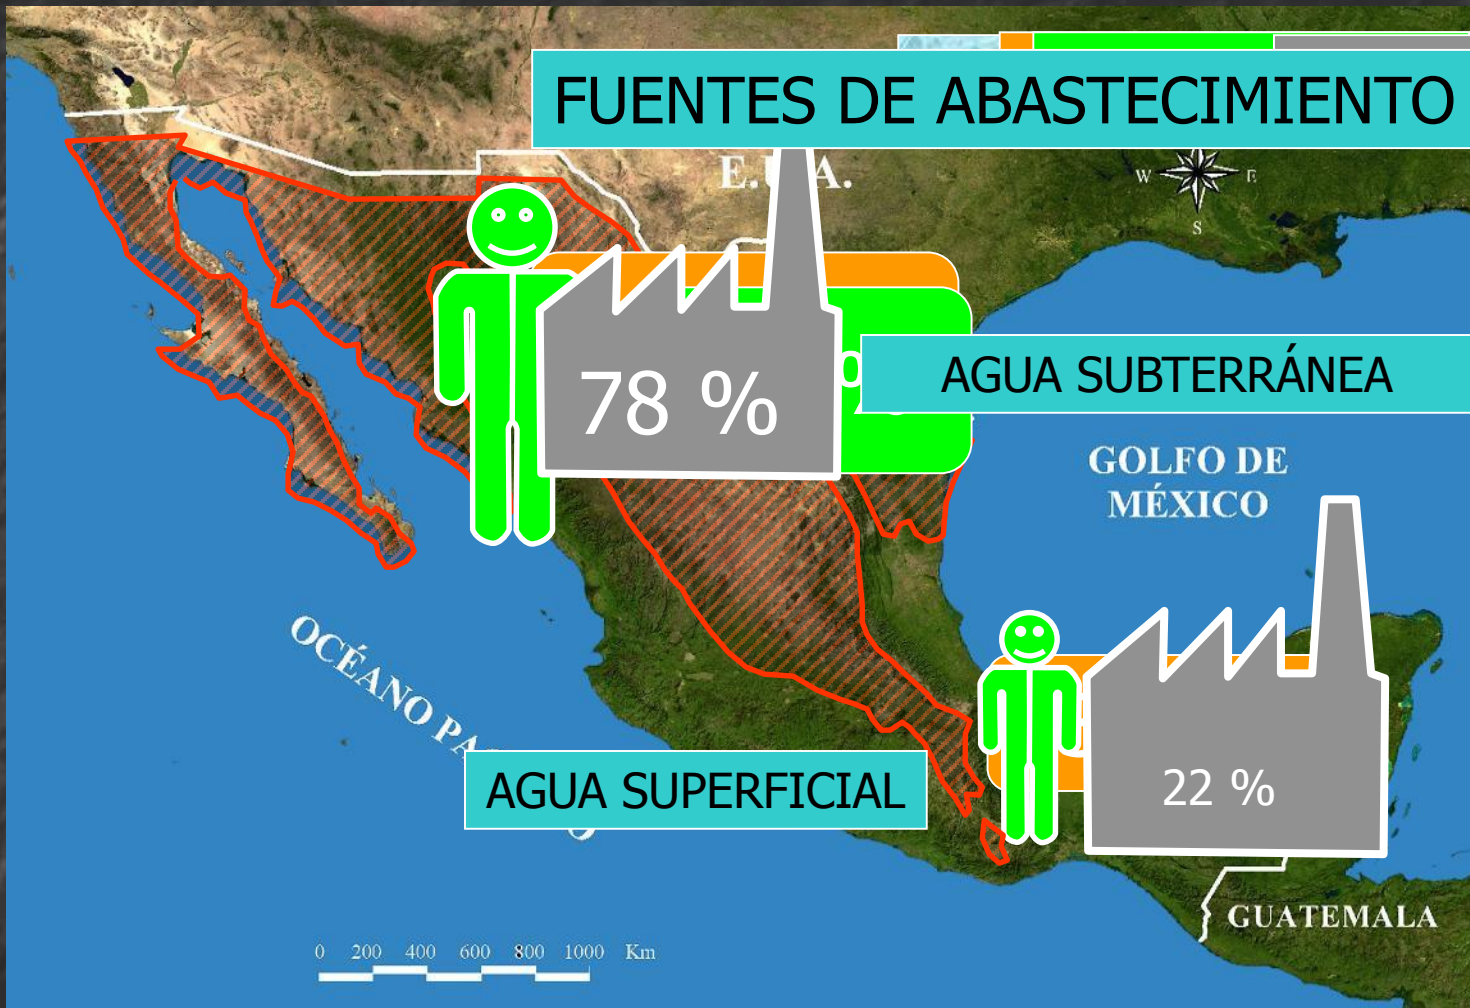 FUENTES DE ABASTECIMIENTO
W E
S
AGUA SUBTERRÁNEA
78 %
GOLFO DE
MÉXICO
OCÉANO
AGUA SUPERFICIAL
22 %
GUATEMALA
0 200 400 600 800 1000 Km